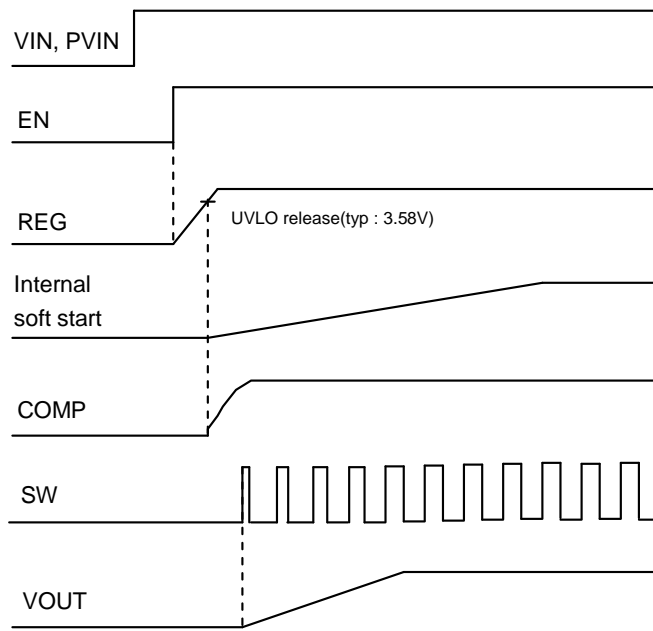 VIN, PVIN
EN
REG
UVLO release(typ : 3.58V)
Internal
soft start
COMP
SW
VOUT